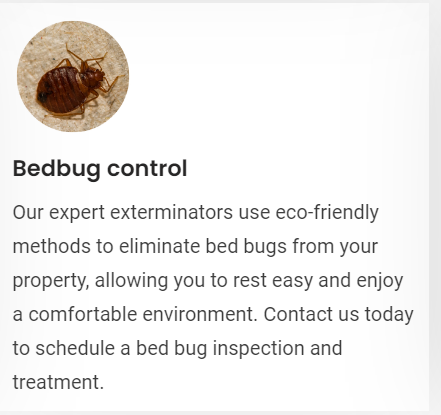 Bedbug control
Our expert exterminators use eco-friendly
methods to eliminate bed bugs from your
property, allowing you to rest easy and enjoy
a comfortable environment. Contact us today
to schedule a bed bug inspection and
treatment.